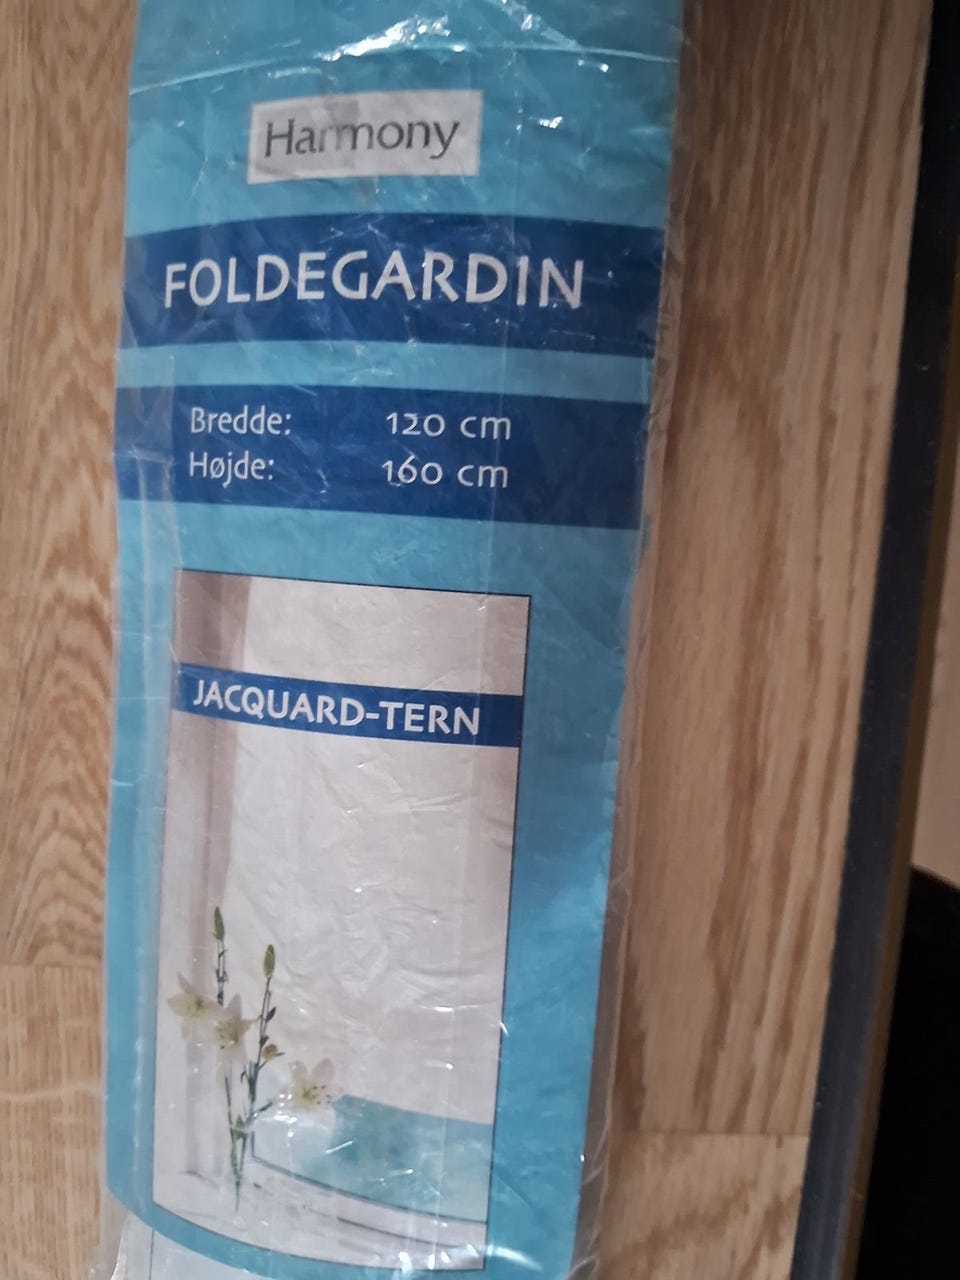 Harmony
FOLDEGARDIN
Bredde: 120 cm
Højde: 160 cm
JACQUARD-TERN